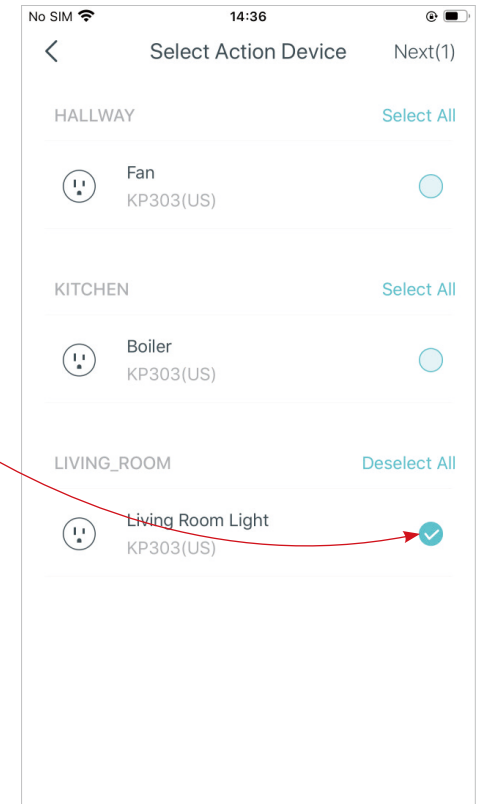 No SIM 14:36
Select Action Device Next(1)
HALLWAY Select All
Fan
KP303(US)
KITCHEN Select All
Boiler
KP303(US)
LIVING_ROOM Deselect All
Living Room Light
KP303(US)